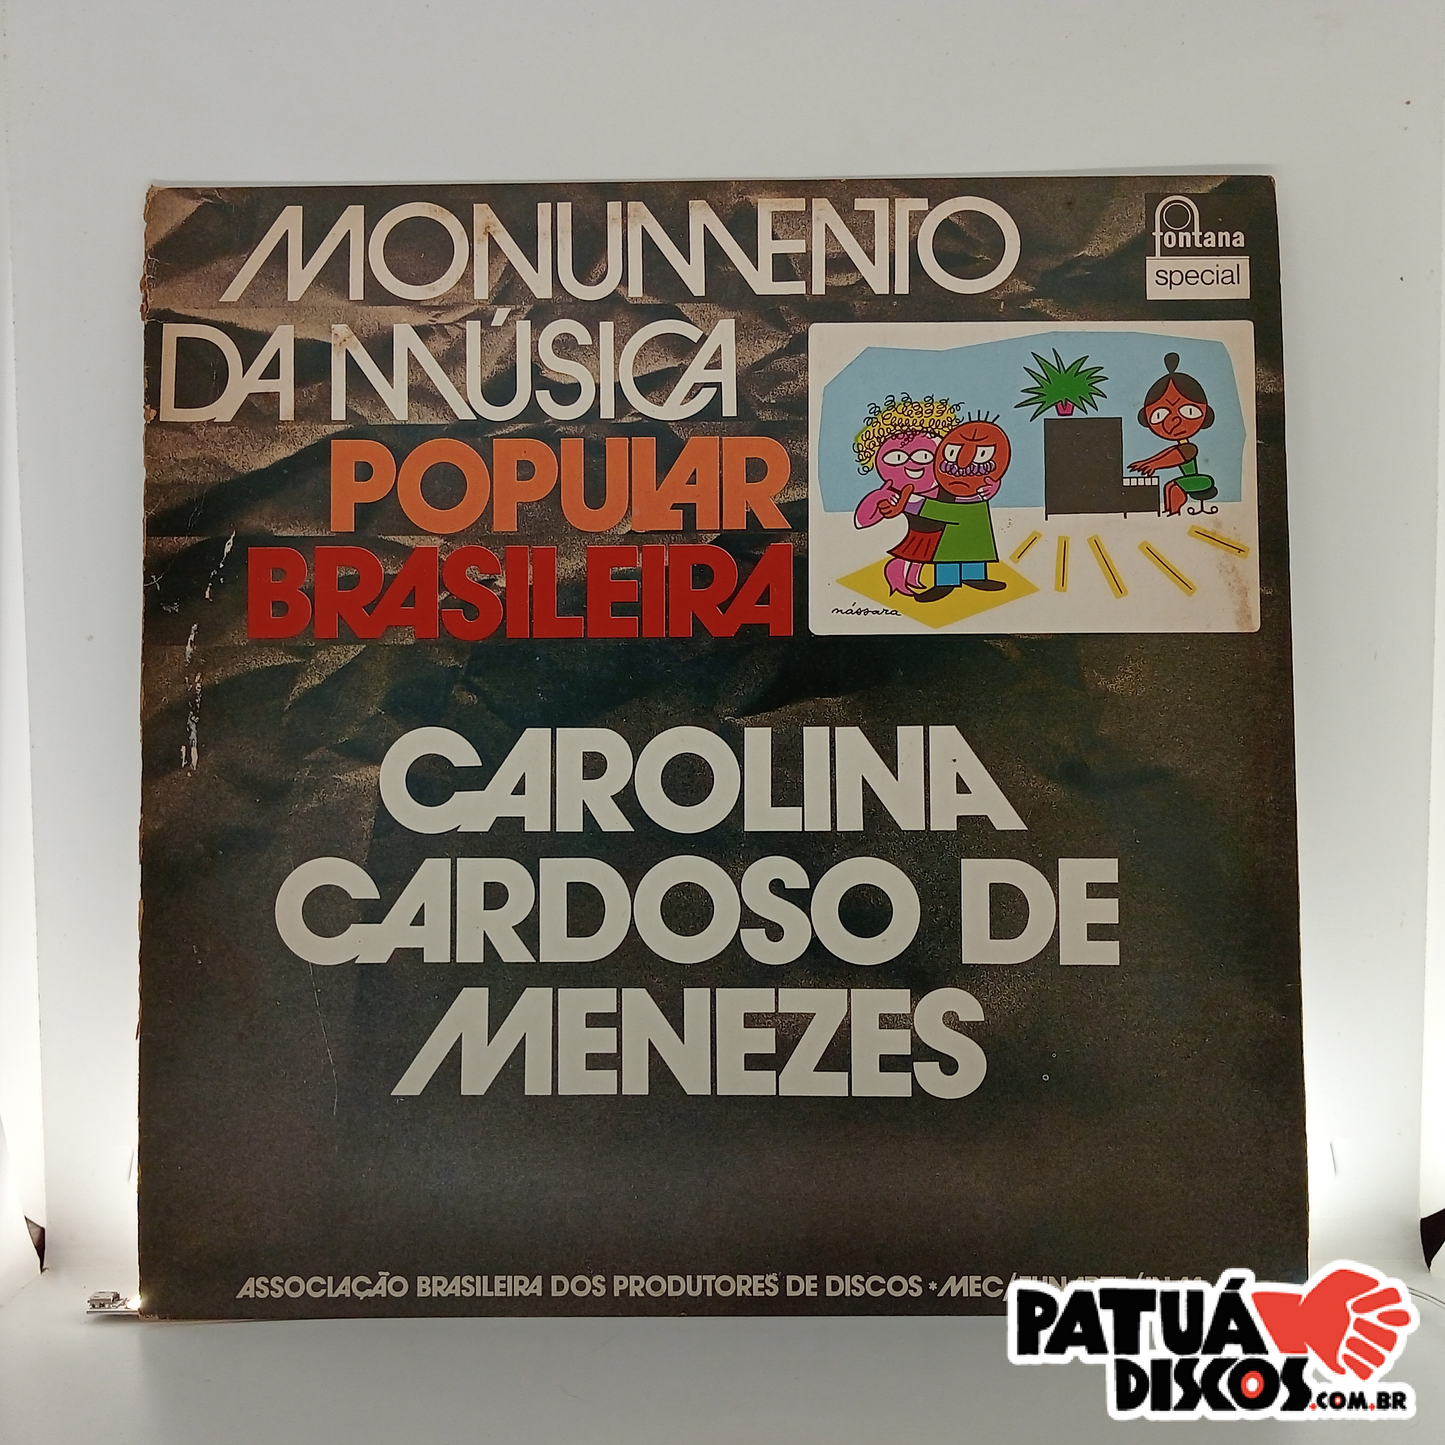 MONUMENTO
fontana
special
DA MÚSICA
POPULAR
BRASILEIRA
nássara
CAROLINA
CARDOSO DE
MENEZES
ASSOCIAÇÃO BRASILEIRA DOS PRODUTORES DE DISCOS * MEC/
PATUÁ
DISCOS.COM.BR